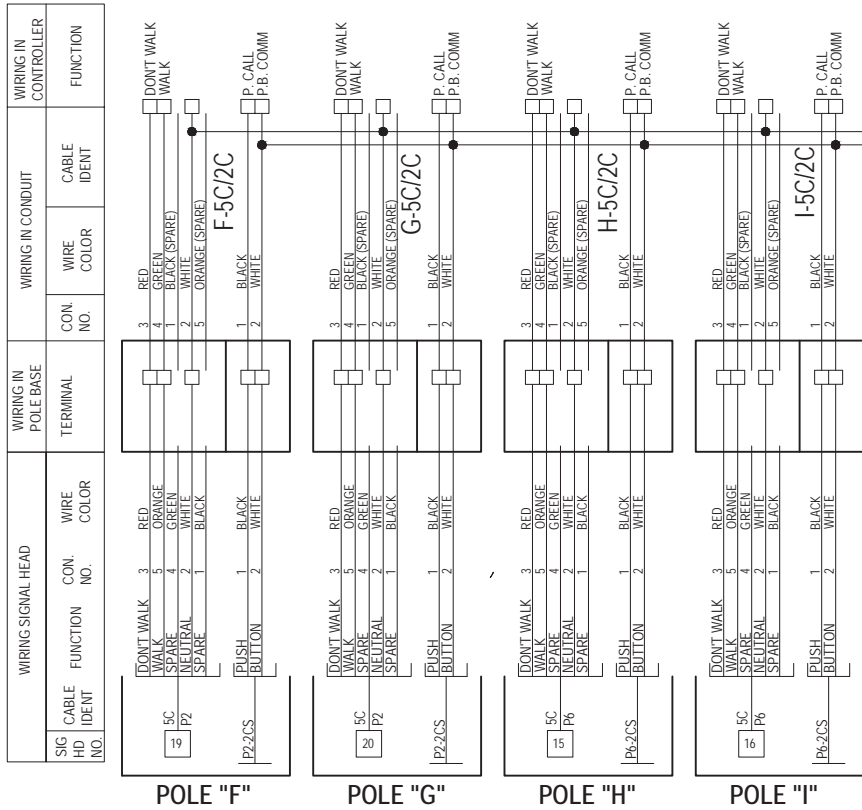 WIRING SIGNAL HEAD
WIRING IN
POLE BASE
WIRING IN CONDUIT
WIRING IN
CONTROLLER
SIG
HD
NO.
CABLE
IDENT
FUNCTION
CON.
NO.
WIRE
COLOR
TERMINAL
CON.
NO.
WIRE
COLOR
CABLE
IDENT
FUNCTION
DON'T WALK 3 RED 3 RED DON'T WALK
WALK 5 ORANGE 4 GREEN WALK
19 5C P2
SPARE 4 GREEN 1 BLACK (SPARE)
NEUTRAL 2 WHITE 2 WHITE
SPARE 1 BLACK 5 ORANGE (SPARE)
F-5C/2C
P2-2CS
PUSH 1 BLACK 1 BLACK P. CALL
BUTTON 2 WHITE 2 WHITE P.B. COMM
POLE "F"
DON'T WALK 3 RED 3 RED DON'T WALK
WALK 5 ORANGE 4 GREEN WALK
20 5C P2
SPARE 4 GREEN 1 BLACK (SPARE)
NEUTRAL 2 WHITE 2 WHITE
SPARE 1 BLACK 5 ORANGE (SPARE)
G-5C/2C
P2-2CS
PUSH 1 BLACK 1 BLACK P. CALL
BUTTON 2 WHITE 2 WHITE P.B. COMM
POLE "G"
DON'T WALK 3 RED 3 RED DON'T WALK
WALK 5 ORANGE 4 GREEN WALK
15 5C P6
SPARE 4 GREEN 1 BLACK (SPARE)
NEUTRAL 2 WHITE 2 WHITE
SPARE 1 BLACK 5 ORANGE (SPARE)
H-5C/2C
P6-2CS
PUSH 1 BLACK 1 BLACK P. CALL
BUTTON 2 WHITE 2 WHITE P.B. COMM
POLE "H"
DON'T WALK 3 RED 3 RED DON'T WALK
WALK 5 ORANGE 4 GREEN WALK
16 5C P6
SPARE 4 GREEN 1 BLACK (SPARE)
NEUTRAL 2 WHITE 2 WHITE
SPARE 1 BLACK 5 ORANGE (SPARE)
I-5C/2C
P6-2CS
PUSH 1 BLACK 1 BLACK P. CALL
BUTTON 2 WHITE 2 WHITE P.B. COMM
POLE "I"